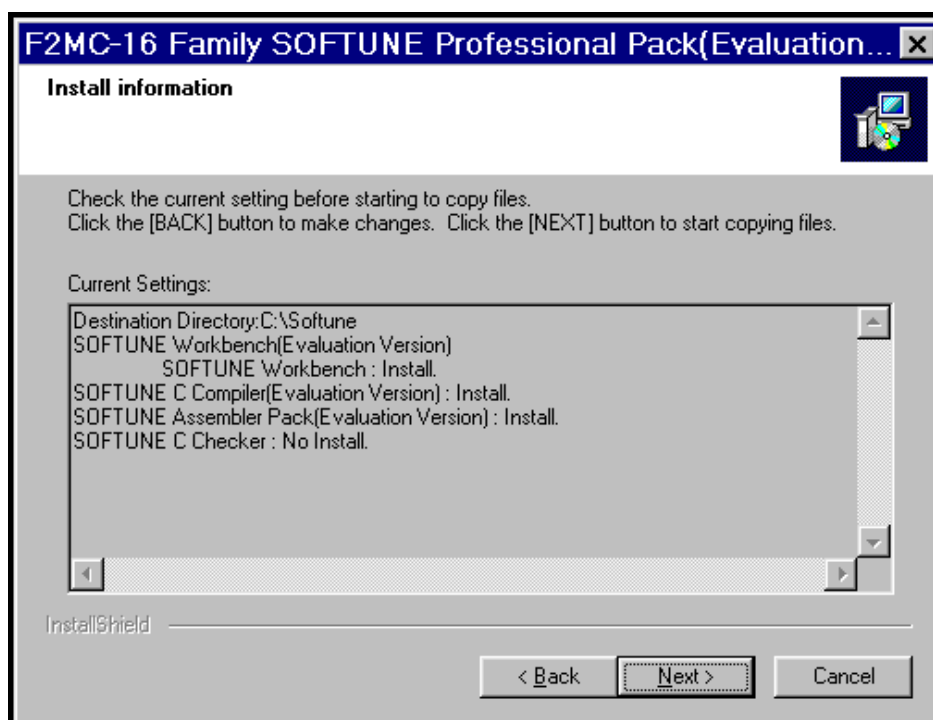 F2MC-16 Family SOFTUNE Professional Pack(Evaluation...
Install information
Check the current setting before starting to copy files.
Click the [BACK] button to make changes.  Click the [NEXT] button to start copying files.
Current Settings:
Destination Directory:C:\Softune
SOFTUNE Workbench(Evaluation Version)
SOFTUNE Workbench : Install.
SOFTUNE C Compiler(Evaluation Version) : Install.
SOFTUNE Assembler Pack(Evaluation Version) : Install.
SOFTUNE C Checker : No Install.
InstallShield
< Back Next > Cancel